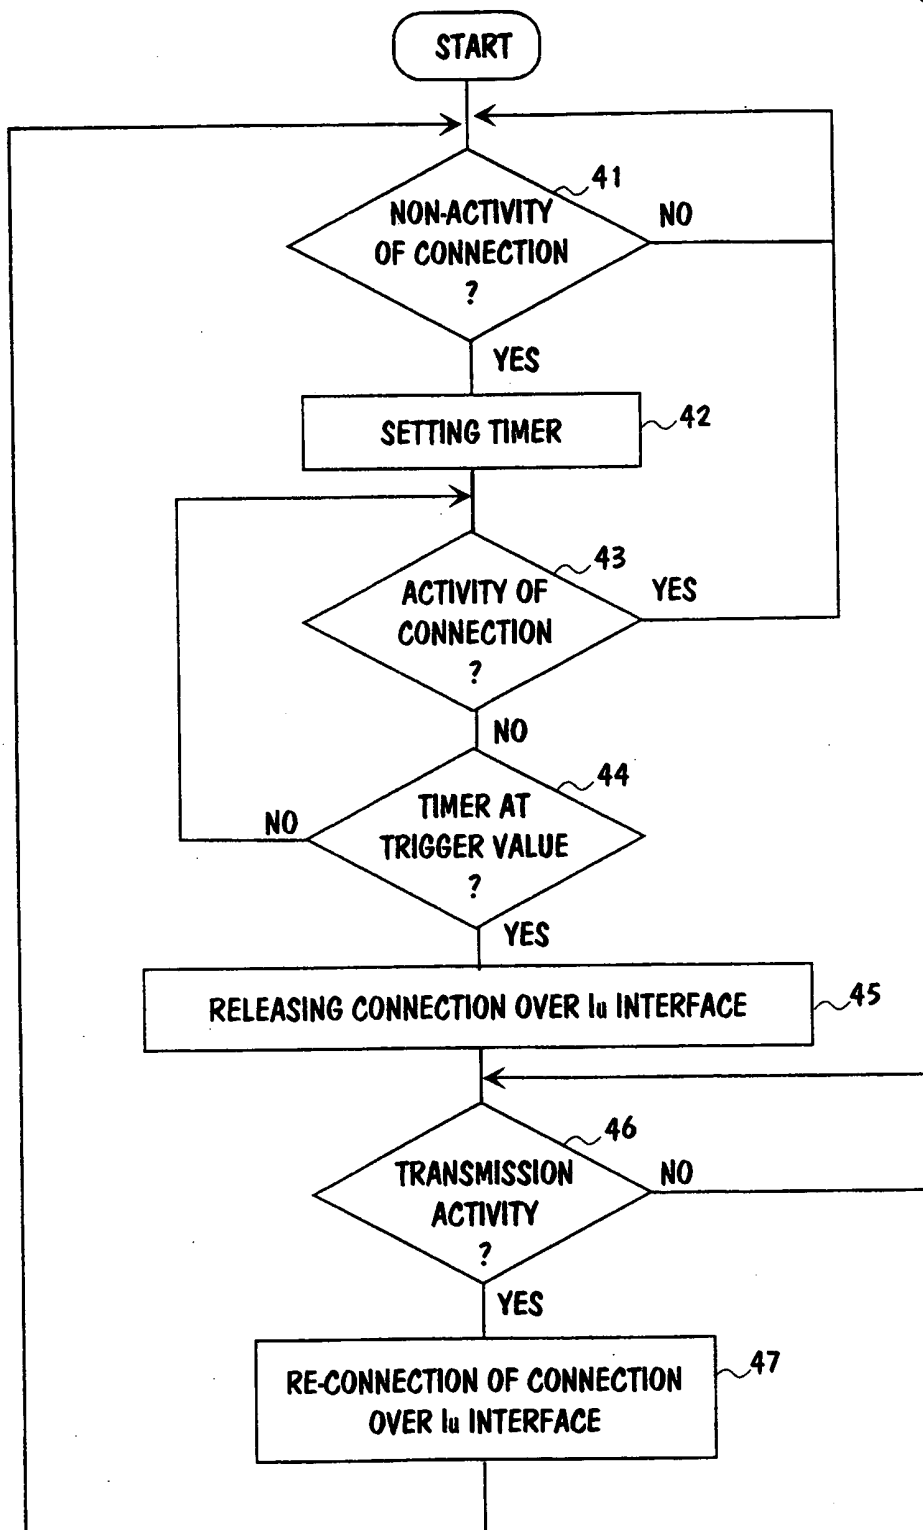 START
41
NON-ACTIVITY
OF CONNECTION
?
NO
YES
SETTING TIMER
42
43
ACTIVITY OF
CONNECTION
?
YES
NO
44
TIMER AT
TRIGGER VALUE
?
NO
YES
RELEASING CONNECTION OVER Iu INTERFACE
45
46
TRANSMISSION
ACTIVITY
?
NO
YES
47
RE-CONNECTION OF CONNECTION
OVER Iu INTERFACE